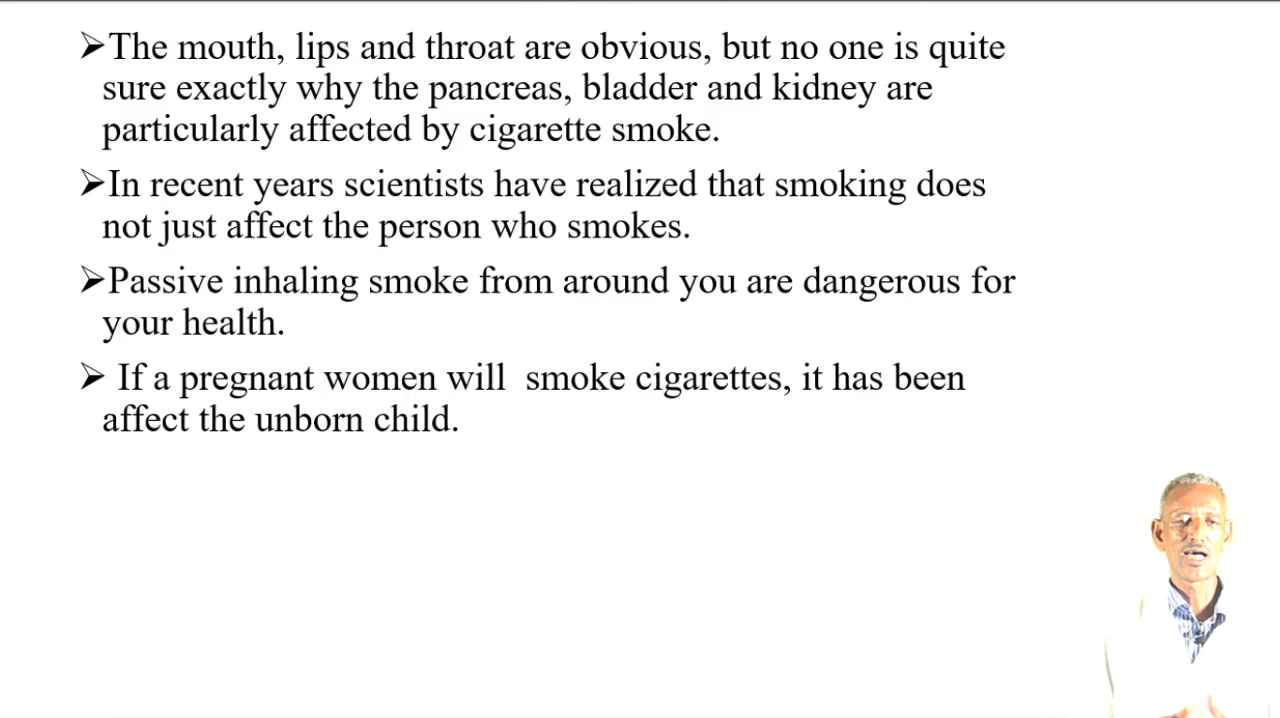 ➢The mouth, lips and throat are obvious, but no one is quite
sure exactly why the pancreas, bladder and kidney are
particularly affected by cigarette smoke.
➢In recent years scientists have realized that smoking does
not just affect the person who smokes.
➢Passive inhaling smoke from around you are dangerous for
your health.
➢ If a pregnant women will  smoke cigarettes, it has been
affect the unborn child.